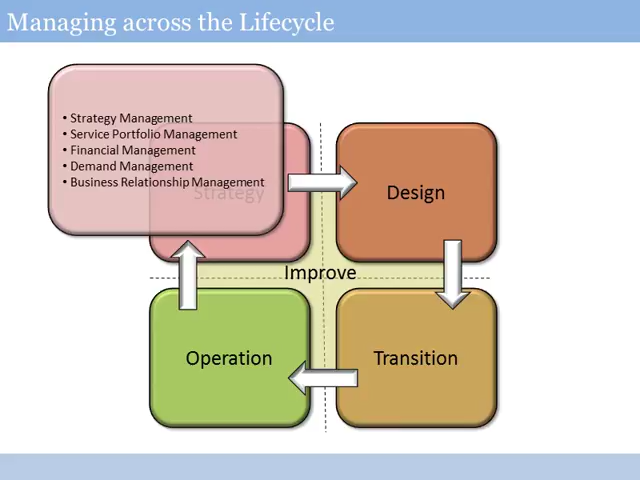 Managing across the Lifecycle
• Strategy Management
• Service Portfolio Management
• Financial Management
• Demand Management
• Business Relationship Management
Strategy
Design
Improve
Operation
Transition